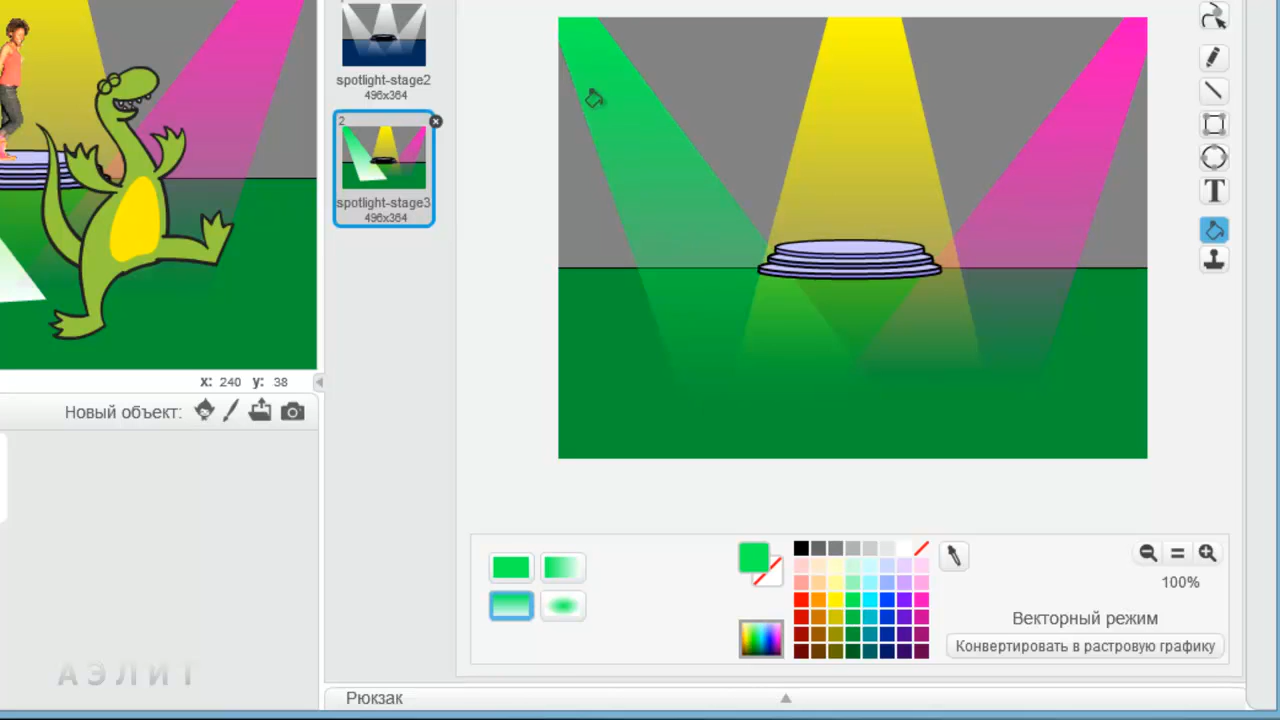 spotlight-stage2
496x364
2
spotlight-stage3
496x364
T
x: 240 y: 38
Новый объект:
100%
Векторный режим
Конвертировать в растровую графику
АЭЛИТ
Рюкзак